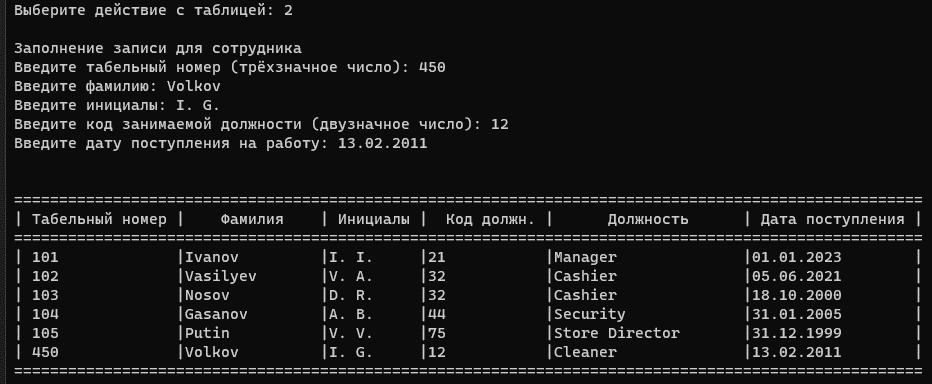 Выберите действие с таблицей: 2
Заполнение записи для сотрудника
Введите табельный номер (трёхзначное число): 450
Введите фамилию: Volkov
Введите инициалы: I. G.
Введите код занимаемой должности (двузначное число): 12
Введите дату поступления на работу: 13.02.2011
=====================================================================================================
| Табельный номер |    Фамилия    | Инициалы |  Код должн. |      Должность      | Дата поступления |
=====================================================================================================
| 101             |Ivanov         |I. I.     |21           |Manager              |01.01.2023        |
| 102             |Vasilyev       |V. A.     |32           |Cashier              |05.06.2021        |
| 103             |Nosov          |D. R.     |32           |Cashier              |18.10.2000        |
| 104             |Gasanov        |A. B.     |44           |Security             |31.01.2005        |
| 105             |Putin          |V. V.     |75           |Store Director       |31.12.1999        |
| 450             |Volkov         |I. G.     |12           |Cleaner              |13.02.2011        |
=====================================================================================================